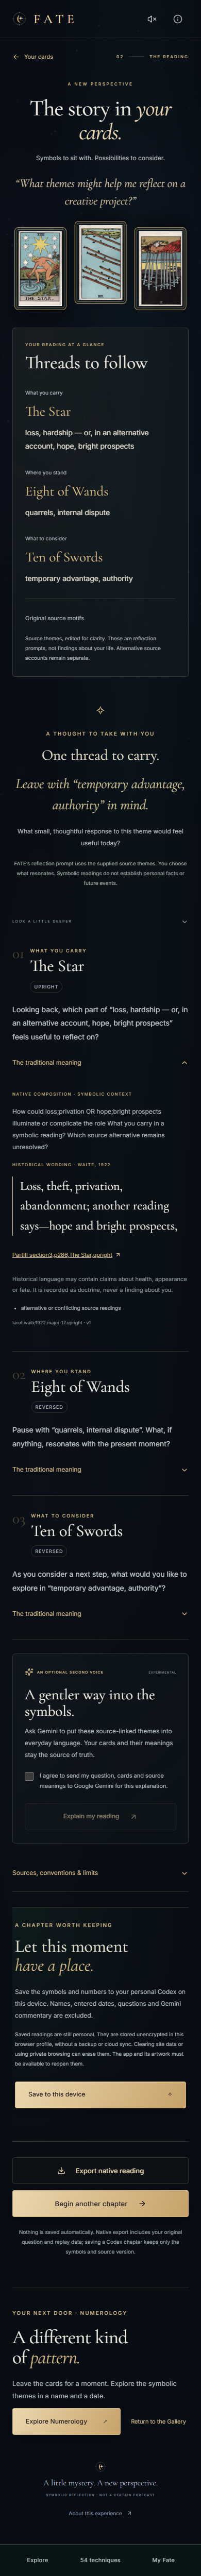 FATE
Your cards
02 THE READING
A NEW PERSPECTIVE
The story in your
cards.
Symbols to sit with. Possibilities to consider.
“What themes might help me reflect on a
creative project?”
THE STAR.
YOUR READING AT A GLANCE
Threads to follow
What you carry
The Star
loss, hardship — or, in an alternative
account, hope, bright prospects
Where you stand
Eight of Wands
quarrels, internal dispute
What to consider
Ten of Swords
temporary advantage, authority
Original source motifs
Source themes, edited for clarity. These are reflection
prompts, not findings about your life. Alternative source
accounts remain separate.
A THOUGHT TO TAKE WITH YOU
One thread to carry.
Leave with “temporary advantage,
authority” in mind.
What small, thoughtful response to this theme would feel
useful today?
FATE’s reflection prompt uses the supplied source themes. You choose
what resonates. Symbolic readings do not establish personal facts or
future events.
LOOK A LITTLE DEEPER
01
WHAT YOU CARRY
The Star
UPRIGHT
Looking back, which part of “loss, hardship — or, in
an alternative account, hope, bright prospects”
feels useful to reflect on?
The traditional meaning
NATIVE COMPOSITION · SYMBOLIC CONTEXT
How could loss;privation OR hope;bright prospects
illuminate or complicate the role What you carry in a
symbolic reading? Which source alternative remains
unresolved?
HISTORICAL WORDING · WAITE, 1922
Loss, theft, privation,
abandonment; another reading
says—hope and bright prospects,
PartIII section3,p286,The Star,upright
Historical language may contain claims about health, appearance
or fate. It is recorded as doctrine, never a finding about you.
• alternative or conflicting source readings
tarot.waite1922.major-17.upright · v1
02
WHERE YOU STAND
Eight of Wands
REVERSED
Pause with “quarrels, internal dispute”. What, if
anything, resonates with the present moment?
The traditional meaning
03
WHAT TO CONSIDER
Ten of Swords
REVERSED
As you consider a next step, what would you like to
explore in “temporary advantage, authority”?
The traditional meaning
AN OPTIONAL SECOND VOICE
EXPERIMENTAL
A gentler way into the
symbols.
Ask Gemini to put these source-linked themes into
everyday language. Your cards and their meanings
stay the source of truth.
I agree to send my question, cards and source
meanings to Google Gemini for this explanation.
Explain my reading
Sources, conventions & limits
A CHAPTER WORTH KEEPING
Let this moment
have a place.
Save the symbols and numbers to your personal Codex on
this device. Names, entered dates, questions and Gemini
commentary are excluded.
Saved readings are still personal. They are stored unencrypted in this
browser profile, without a backup or cloud sync. Clearing site data or
using private browsing can erase them. The app and its artwork must
be available to reopen them.
Save to this device
Export native reading
Begin another chapter
Nothing is saved automatically. Native export includes your original
question and replay data; saving a Codex chapter keeps only the
symbols and source version.
YOUR NEXT DOOR · NUMEROLOGY
A different kind
of pattern.
Leave the cards for a moment. Explore the symbolic
themes in a name and a date.
Explore Numerology
Return to the Gallery
A little mystery. A new perspective.
SYMBOLIC REFLECTION · NOT A CERTAIN FORECAST
About this experience
Explore
54 techniques
My Fate